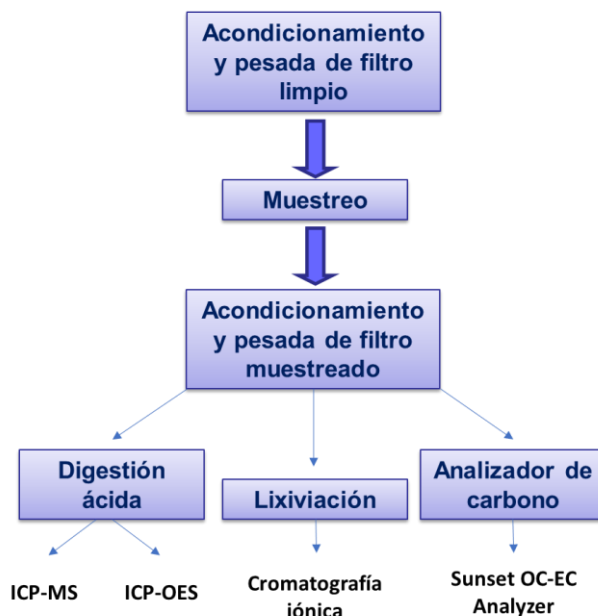 Acondicionamiento
y pesada de filtro
limpio
Muestreo
Acondicionamiento
y pesada de filtro
muestreado
Digestión
ácida
Lixiviación
Analizador de
carbono
ICP-MS
ICP-OES
Cromatografía
iónica
Sunset OC-EC
Analyzer